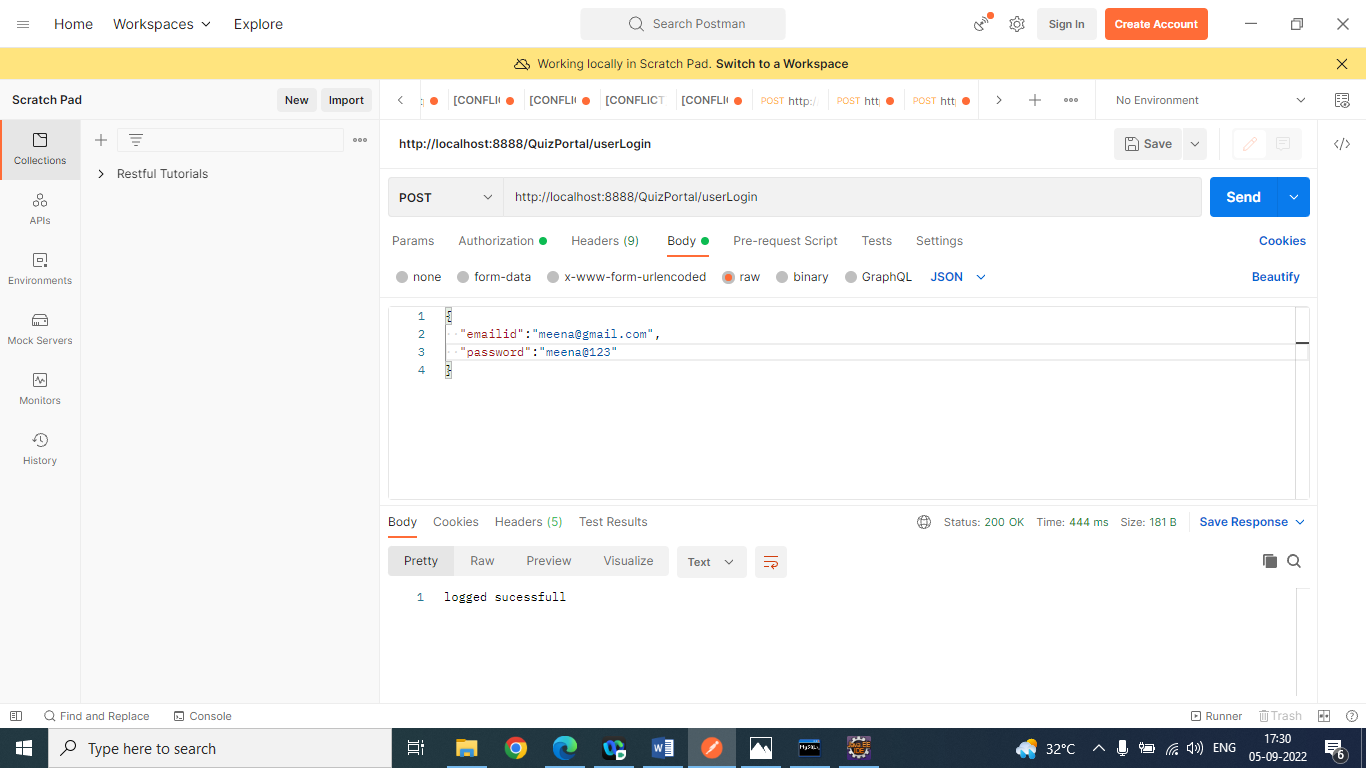 Home Workspaces Explore Search Postman Sign In Create Account
Working locally in Scratch Pad. Switch to a Workspace
Scratch Pad New Import [CONFLI( [CONFLI( [CONFLICT [CONFLI( POST http:/ POST htt POST htt No Environment
Collections
APIs
Environments
Mock Servers
Monitors
History
Restful Tutorials
http://localhost:8888/QuizPortal/userLogin Save
POST http://localhost:8888/QuizPortal/userLogin Send
Params Authorization Headers (9) Body Pre-request Script Tests Settings Cookies
none form-data x-www-form-urlencoded raw binary GraphQL JSON Beautify
1 {
2 "emailid":"meena@gmail.com",
3 "password":"meena@123"
4 }
Body Cookies Headers (5) Test Results Status: 200 OK Time: 444 ms Size: 181 B Save Response
Pretty Raw Preview Visualize Text
1 logged sucessfull
Find and Replace Console Runner Trash
Type here to search 32°C ENG 17:30
05-09-2022 6